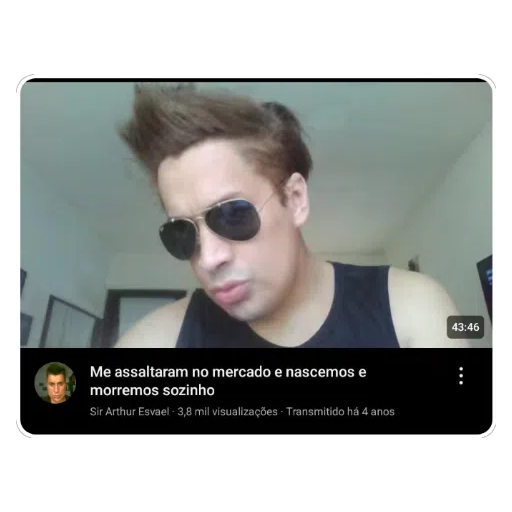 43:46
Me assaltaram no mercado e nascemos e
morremos sozinho
Sir Arthur Esvael · 3,8 mil visualizações · Transmitido há 4 anos